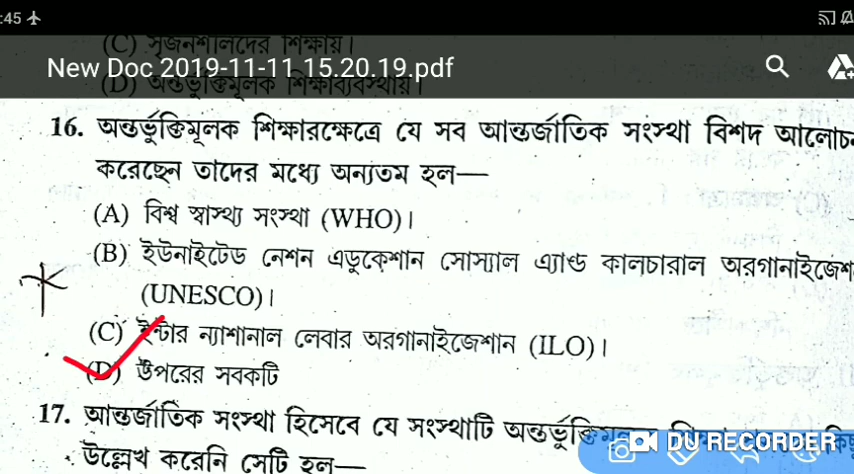 :45
(C) সৃজনশীলদের শিক্ষায়।
New Doc 2019-11-11 15.20.19.pdf
(D) অন্তর্ভুক্তিমূলক শিক্ষাব্যবস্থায়।
16. অন্তর্ভুক্তিমূলক শিক্ষারক্ষেত্রে যে সব আন্তর্জাতিক সংস্থা বিশদ আলোচ
করেছেন তাদের মধ্যে অন্যতম হল—
(A) বিশ্ব স্বাস্থ্য সংস্থা (WHO)।
(B) ইউনাইটেড নেশন এডুকেশান সোস্যাল এ্যান্ড কালচারাল অরগানাইজেশ
(UNESCO)।
(C) ইন্টার ন্যাশানাল লেবার অরগানাইজেশান (ILO)।
(D) উপরের সবকটি
17. আন্তর্জাতিক সংস্থা হিসেবে যে সংস্থাটি অন্তর্ভুক্তিমূলক
DU RECORDER
উল্লেখ করেনি সেটি হল—